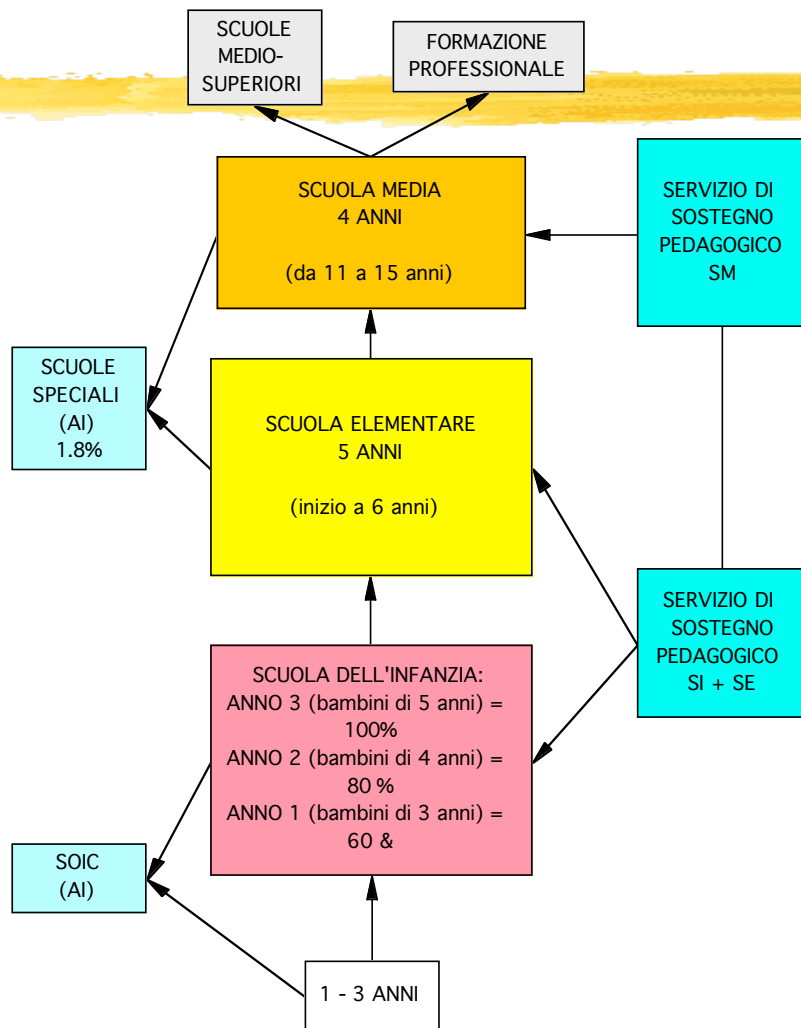 SCUOLE
MEDIO-
SUPERIORI
FORMAZIONE
PROFESSIONALE
SCUOLA MEDIA
4 ANNI
(da 11 a 15 anni)
SERVIZIO DI
SOSTEGNO
PEDAGOGICO
SM
SCUOLE
SPECIALI
(AI)
1.8%
SCUOLA ELEMENTARE
5 ANNI
(inizio a 6 anni)
SERVIZIO DI
SOSTEGNO
PEDAGOGICO
SI + SE
SCUOLA DELL'INFANZIA:
ANNO 3 (bambini di 5 anni) =
100%
ANNO 2 (bambini di 4 anni) =
80 %
ANNO 1 (bambini di 3 anni) =
60 &
SOIC
(AI)
1 - 3 ANNI